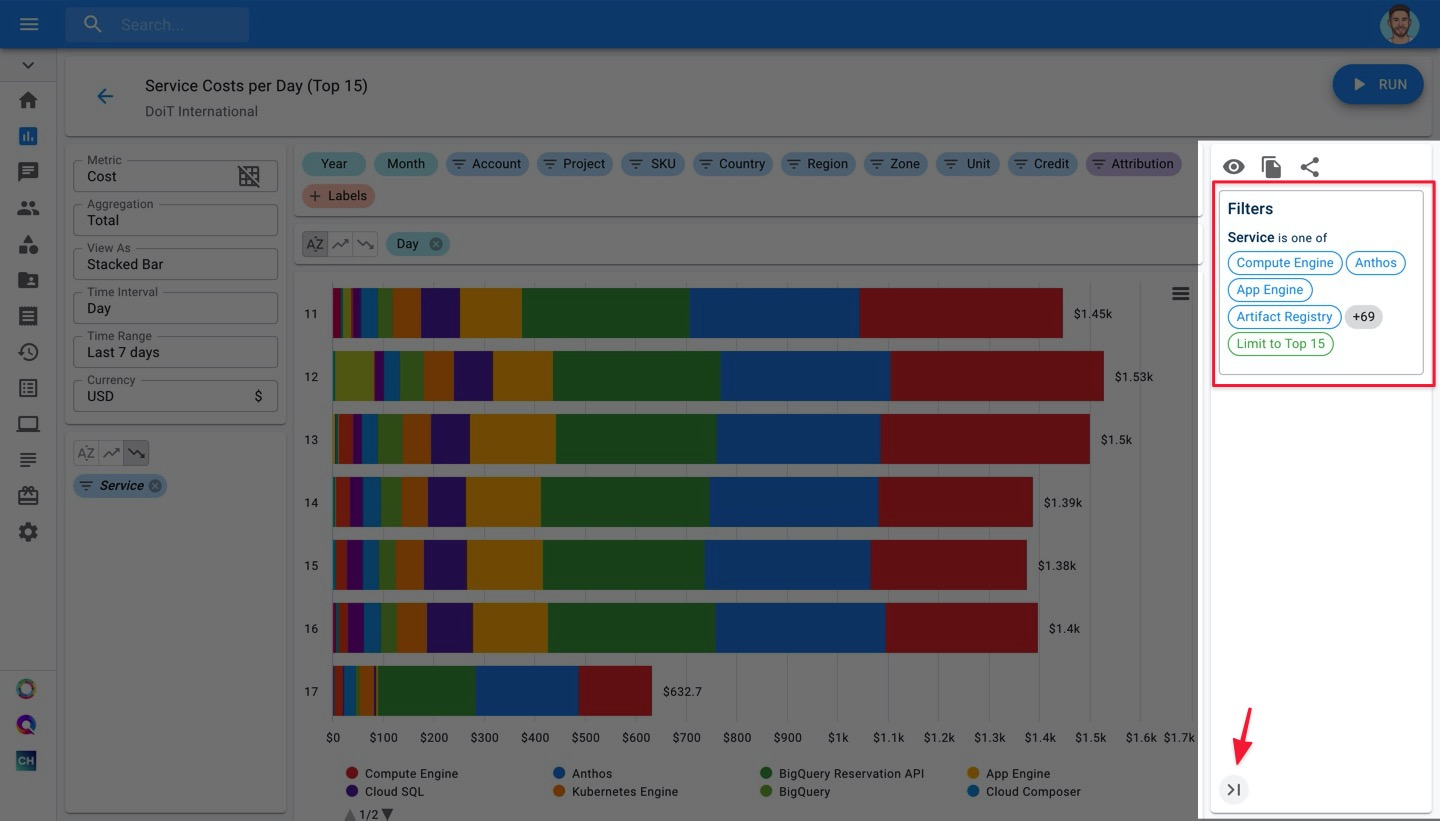 Search...
Service Costs per Day (Top 15)
DoiT International
RUN
Metric
Cost
Aggregation
Total
View As
Stacked Bar
Time Interval
Day
Time Range
Last 7 days
Currency
USD $
AZ
Service
Year Month Account Project SKU Country Region Zone Unit Credit Attribution
+ Labels
AZ Day
11 $1.45k
12 $1.53k
13 $1.5k
14 $1.39k
15 $1.38k
16 $1.4k
17 $632.7
$0 $100 $200 $300 $400 $500 $600 $700 $800 $900 $1k $1.1k $1.2k $1.3k $1.4k $1.5k $1.6k $1.7k
Compute Engine Anthos BigQuery Reservation API App Engine
Cloud SQL Kubernetes Engine BigQuery Cloud Composer
1/2
Filters
Service is one of
Compute Engine Anthos
App Engine
Artifact Registry +69
Limit to Top 15
CH